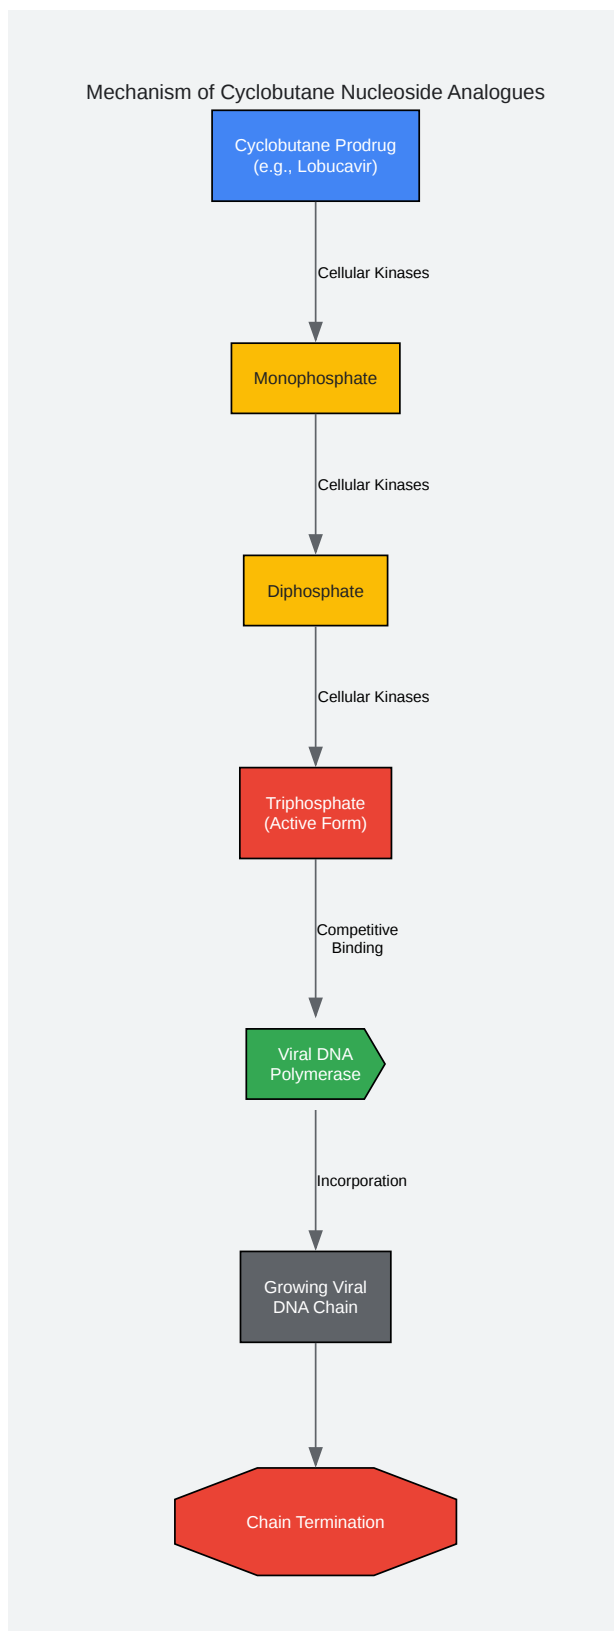 Mechanism of Cyclobutane Nucleoside Analogues
Cyclobutane Prodrug
(e.g., Lobucavir)
Cellular Kinases
Monophosphate
Cellular Kinases
Diphosphate
Cellular Kinases
Triphosphate
(Active Form)
Competitive
Binding
Viral DNA
Polymerase
Incorporation
Growing Viral
DNA Chain
Chain Termination